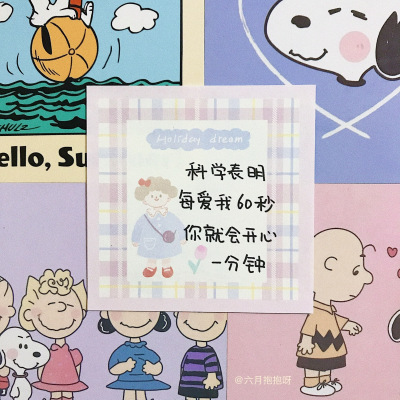 SCHULZ
ello, Su
Holiday dream
科学表明
每爱我60秒
你就会开心
一分钟
@六月抱抱呀